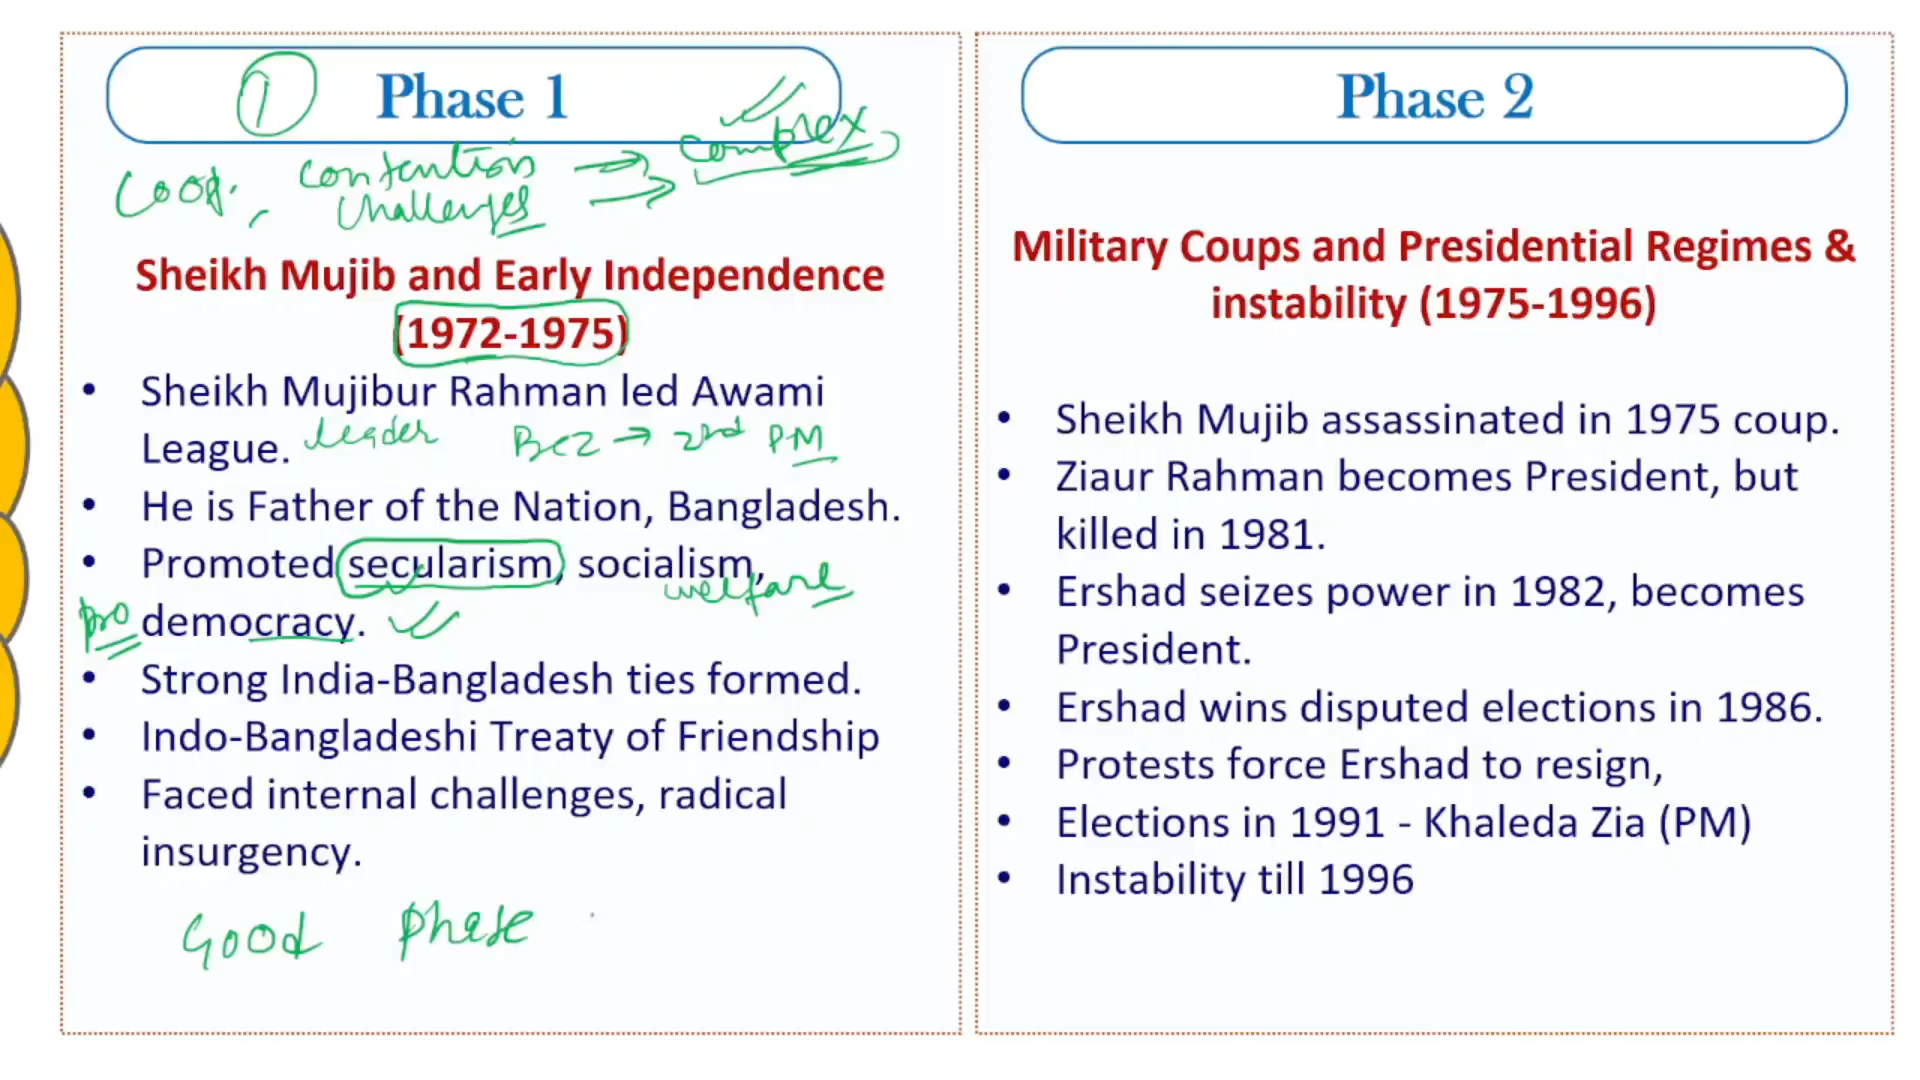 1 Phase 1
Coop., contention → complex
Challenges →
Sheikh Mujib and Early Independence
(1972-1975)
• Sheikh Mujibur Rahman led Awami
League. leader → 2nd PM
• He is Father of the Nation, Bangladesh.
• Promoted secularism, socialism,
welfare
pro democracy.
• Strong India-Bangladesh ties formed.
• Indo-Bangladeshi Treaty of Friendship
• Faced internal challenges, radical
insurgency.
Good Phase
Phase 2
Military Coups and Presidential Regimes &
instability (1975-1996)
• Sheikh Mujib assassinated in 1975 coup.
• Ziaur Rahman becomes President, but
killed in 1981.
• Ershad seizes power in 1982, becomes
President.
• Ershad wins disputed elections in 1986.
• Protests force Ershad to resign,
• Elections in 1991 - Khaleda Zia (PM)
• Instability till 1996